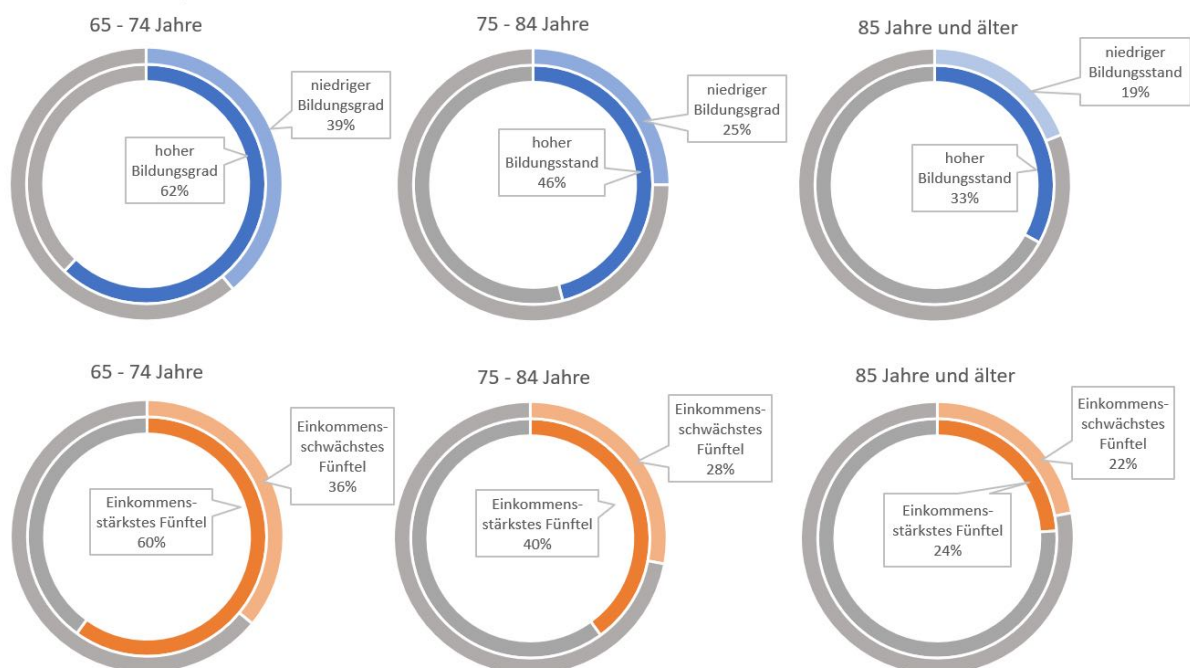 65 - 74 Jahre
niedriger
Bildungsgrad
39%
hoher
Bildungsgrad
62%
75 - 84 Jahre
niedriger
Bildungsgrad
25%
hoher
Bildungsstand
46%
85 Jahre und älter
niedriger
Bildungsstand
19%
hoher
Bildungsstand
33%
65 - 74 Jahre
Einkommens-
schwächstes
Fünftel
36%
Einkommens-
stärkstes Fünftel
60%
75 - 84 Jahre
Einkommens-
schwächstes
Fünftel
28%
Einkommens-
stärkstes Fünftel
40%
85 Jahre und älter
Einkommens-
schwächstes
Fünftel
22%
Einkommens-
stärkstes Fünftel
24%